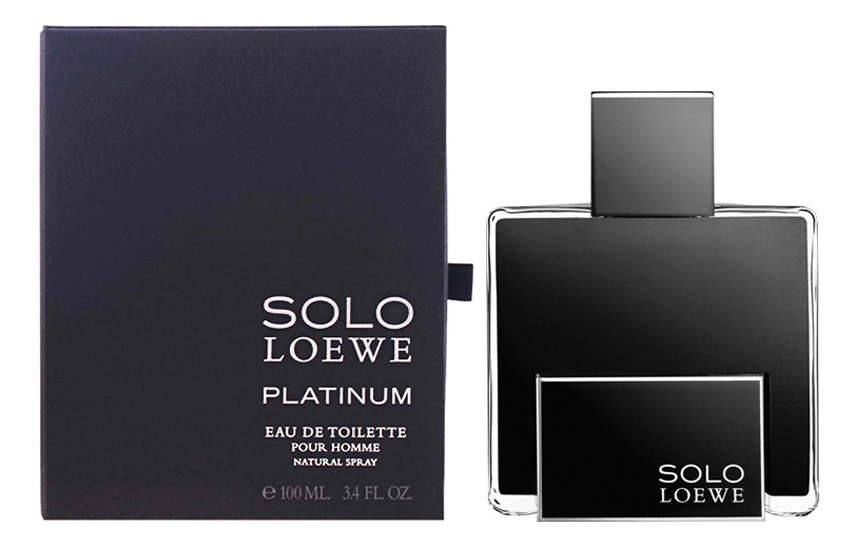 SOLO
LOEWE
PLATINUM
EAU DE TOILETTE
POUR HOMME
NATURAL SPRAY
℮ 100 ML. 3.4 FL. OZ.
SOLO
LOEWE